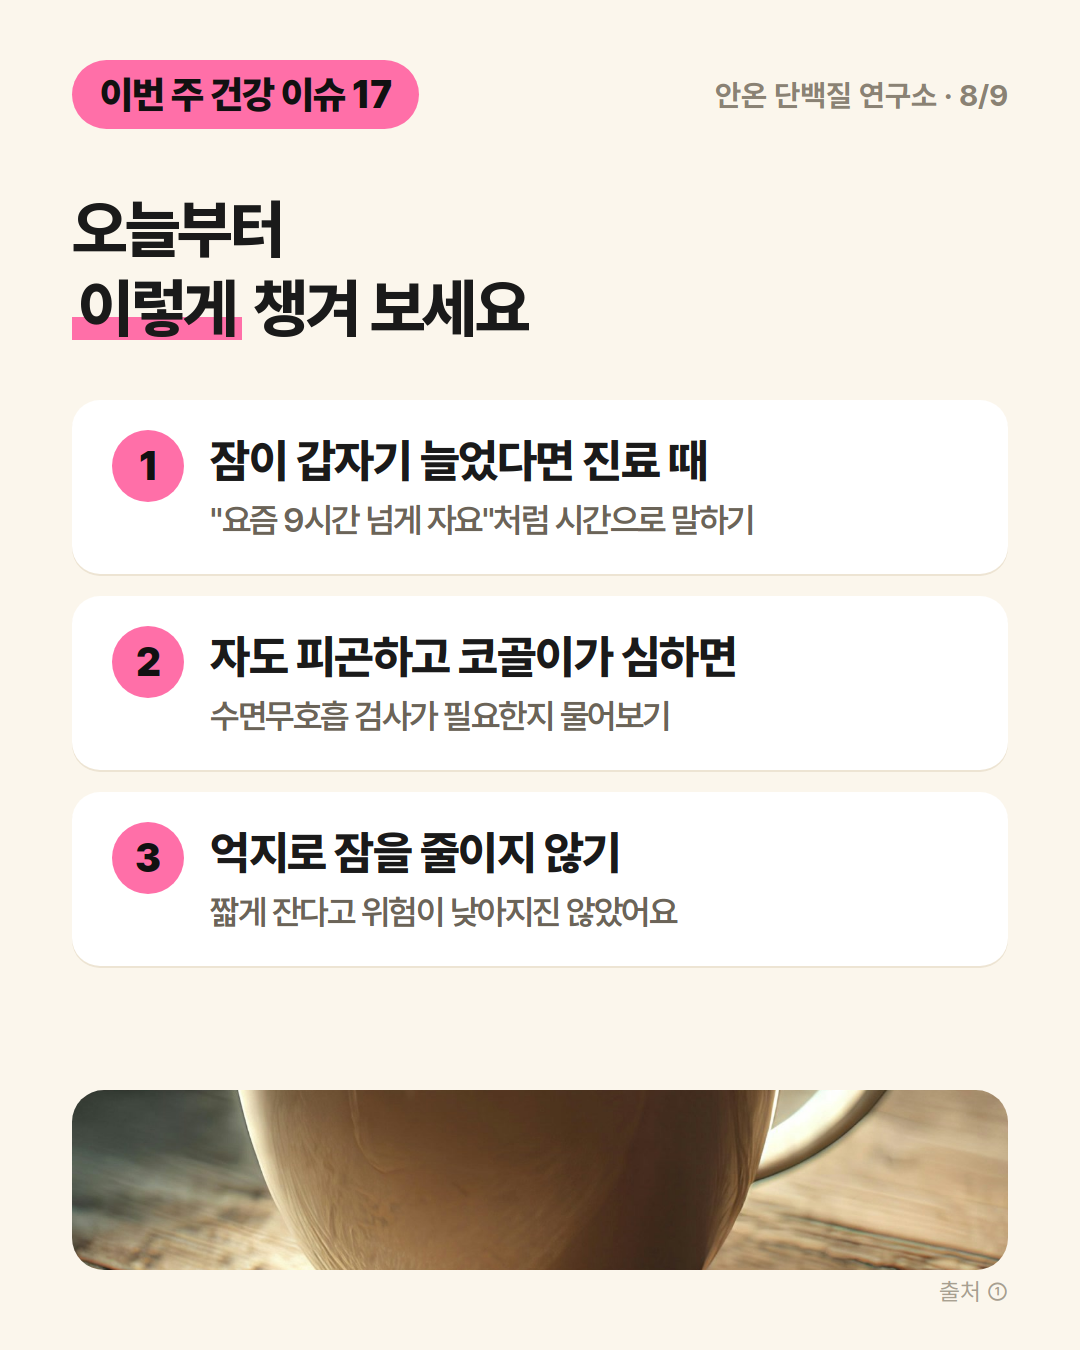 이번 주 건강 이슈 17
안온 단백질 연구소 · 8/9
오늘부터
이렇게 챙겨 보세요
1
잠이 갑자기 늘었다면 진료 때
"요즘 9시간 넘게 자요"처럼 시간으로 말하기
2
자도 피곤하고 코골이가 심하면
수면무호흡 검사가 필요한지 물어보기
3
억지로 잠을 줄이지 않기
짧게 잔다고 위험이 낮아지진 않았어요
출처 ①